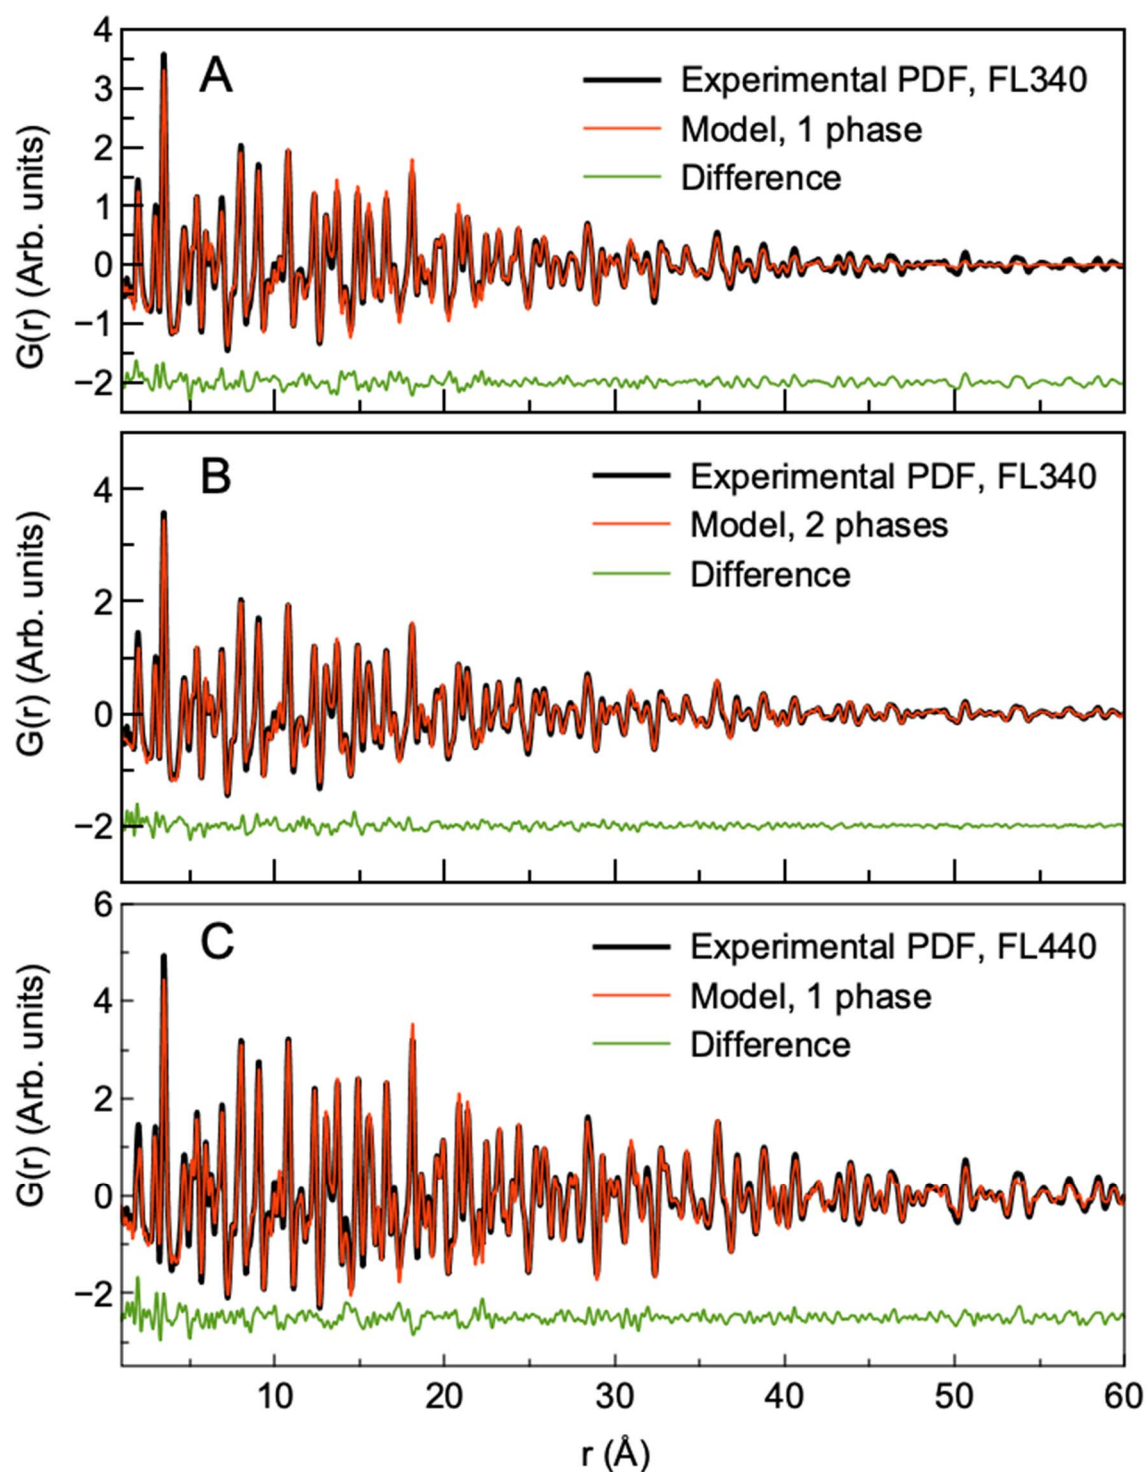 A
Experimental PDF, FL340
Model, 1 phase
Difference
G(r) (Arb. units)
4
3
2
1
0
−1
−2
B
Experimental PDF, FL340
Model, 2 phases
Difference
G(r) (Arb. units)
4
2
0
−2
C
Experimental PDF, FL440
Model, 1 phase
Difference
G(r) (Arb. units)
6
4
2
0
−2
10 20 30 40 50 60
r (Å)